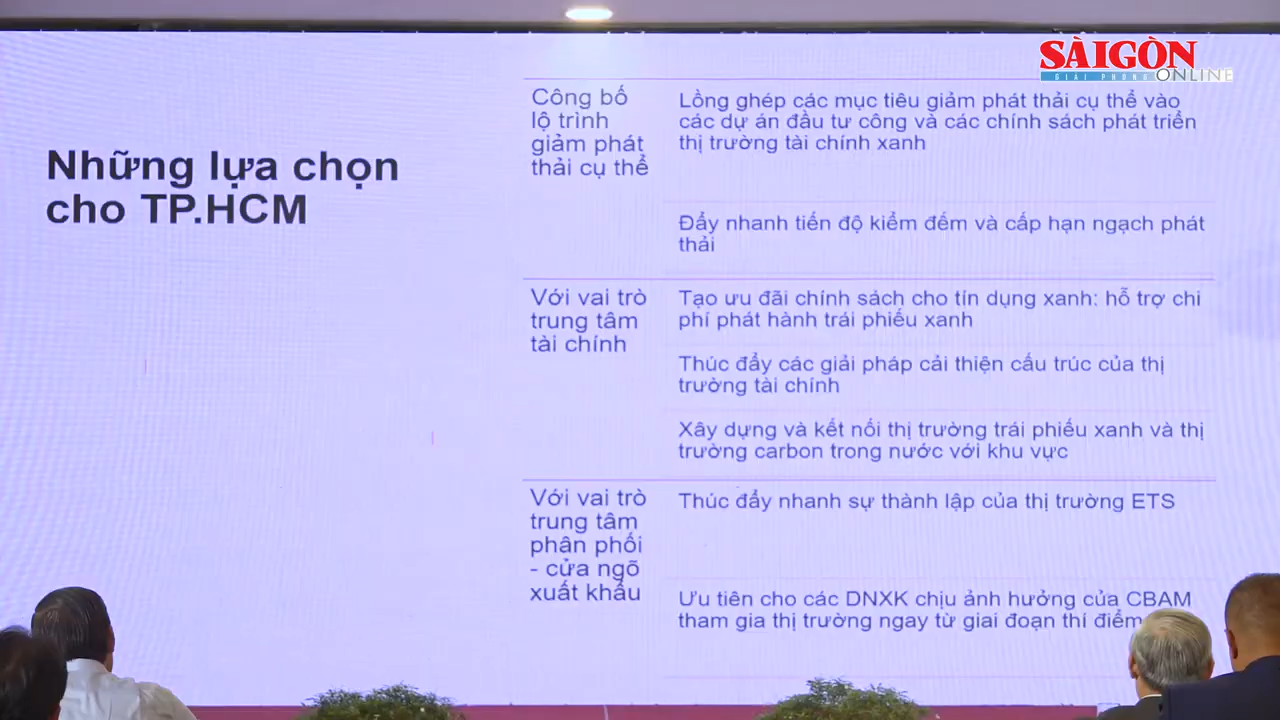 SÀIGÒN
GIẢI PHÓNG ONLINE
Những lựa chọn
cho TP.HCM
Công bố
lộ trình
giảm phát
thải cụ thể
Lồng ghép các mục tiêu giảm phát thải cụ thể vào
các dự án đầu tư công và các chính sách phát triển
thị trường tài chính xanh
Đẩy nhanh tiến độ kiểm đếm và cấp hạn ngạch phát
thải
Với vai trò
trung tâm
tài chính
Tạo ưu đãi chính sách cho tín dụng xanh: hỗ trợ chi
phí phát hành trái phiếu xanh
Thúc đẩy các giải pháp cải thiện cấu trúc của thị
trường tài chính
Xây dựng và kết nối thị trường trái phiếu xanh và thị
trường carbon trong nước với khu vực
Với vai trò
trung tâm
phân phối
- cửa ngõ
xuất khẩu
Thúc đẩy nhanh sự thành lập của thị trường ETS
Ưu tiên cho các DNXK chịu ảnh hưởng của CBAM
tham gia thị trường ngay từ giai đoạn thí điểm